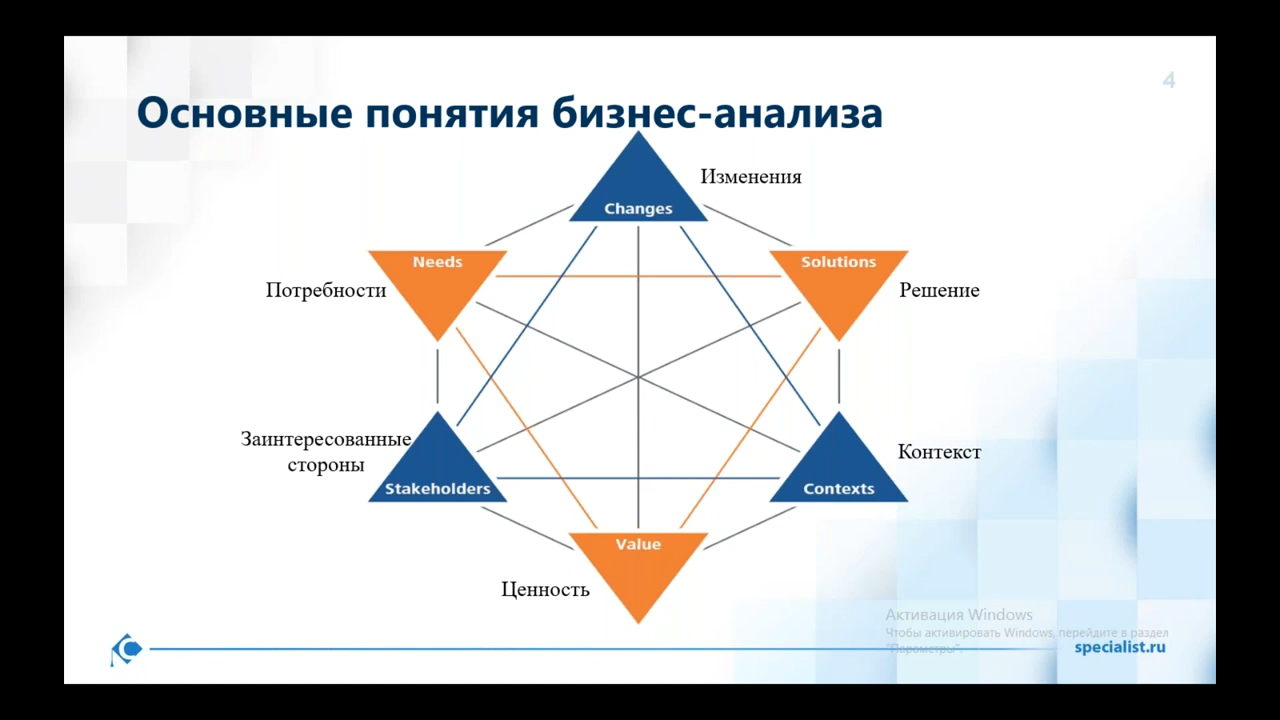 4
Основные понятия бизнес-анализа
Изменения
Changes
Needs
Solutions
Потребности
Решение
Заинтересованные
стороны
Контекст
Stakeholders
Contexts
Value
Ценность
Активация Windows
Чтобы активировать Windows, перейдите в раздел
"Параметры".
specialist.ru